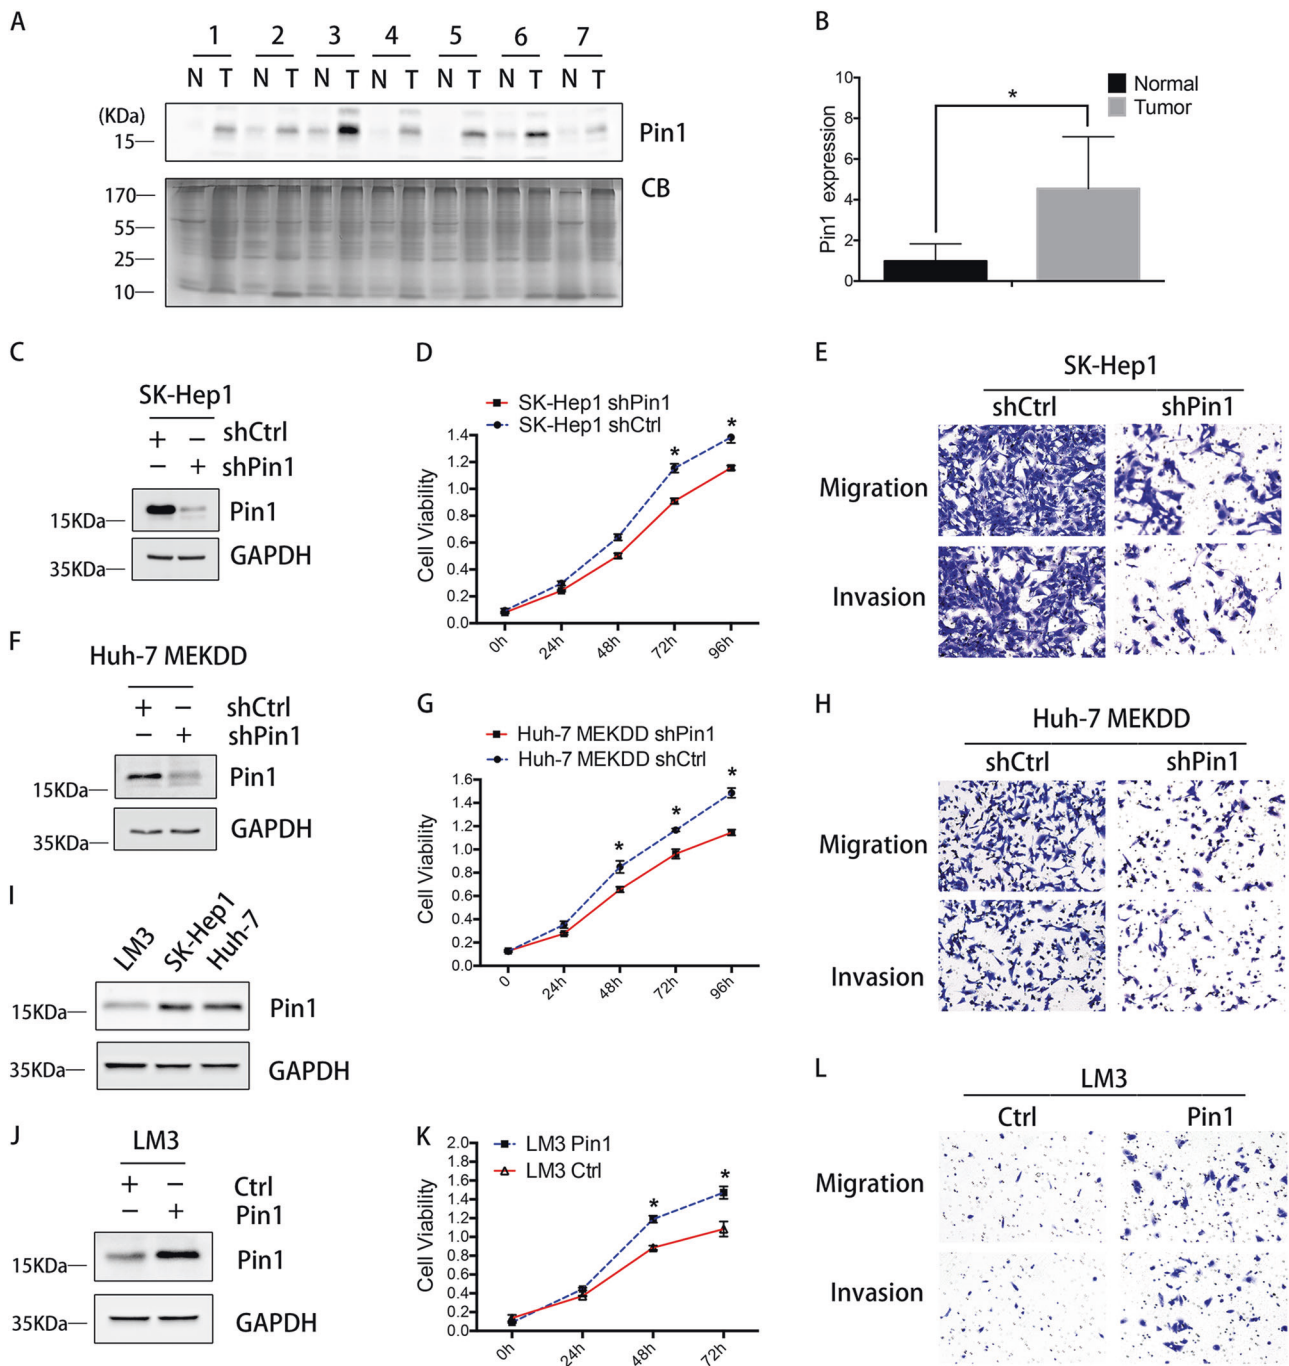 A
1 2 3 4 5 6 7
N T N T N T N T N T N T N T
(KDa)
15
Pin1
170
55
25
10
CB
B
Pin1 expression
10
8
6
4
2
0
*
Normal
Tumor
C
SK-Hep1
+ − shCtrl
− + shPin1
15KDa
Pin1
35KDa
GAPDH
D
SK-Hep1 shPin1
SK-Hep1 shCtrl
Cell Viability
1.4
1.2
1.0
0.8
0.6
0.4
0.2
0.0
* *
0h 24h 48h 72h 96h
E
SK-Hep1
shCtrl shPin1
Migration
Invasion
F
Huh-7 MEKDD
+ − shCtrl
− + shPin1
15KDa
Pin1
35KDa
GAPDH
G
Huh-7 MEKDD shPin1
Huh-7 MEKDD shCtrl
Cell Viability
1.6
1.4
1.2
1.0
0.8
0.6
0.4
0.2
0.0
* * *
0 24h 48h 72h 96h
H
Huh-7 MEKDD
shCtrl shPin1
Migration
Invasion
I
LM3 SK-Hep1 Huh-7
15KDa
Pin1
35KDa
GAPDH
J
LM3
+ − Ctrl
− + Pin1
15KDa
Pin1
35KDa
GAPDH
K
LM3 Pin1
LM3 Ctrl
Cell Viability
2.0
1.8
1.6
1.4
1.2
1.0
0.8
0.6
0.4
0.2
0.0
* *
0h 24h 48h 72h
L
LM3
Ctrl Pin1
Migration
Invasion